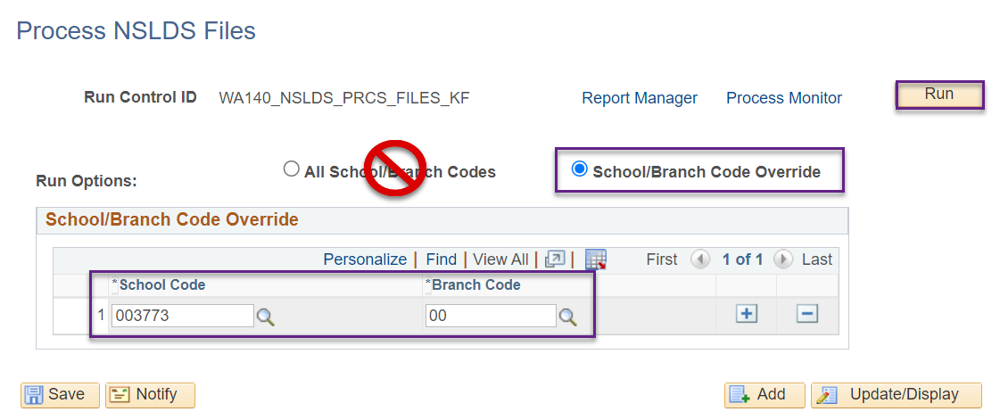 Process NSLDS Files
Run Control ID WA140_NSLDS_PRCS_FILES_KF Report Manager Process Monitor Run
Run Options: All School/Branch Codes School/Branch Code Override
School/Branch Code Override
Personalize | Find | View All | | First 1 of 1 Last
*School Code *Branch Code
1 003773 00
Save Notify Add Update/Display